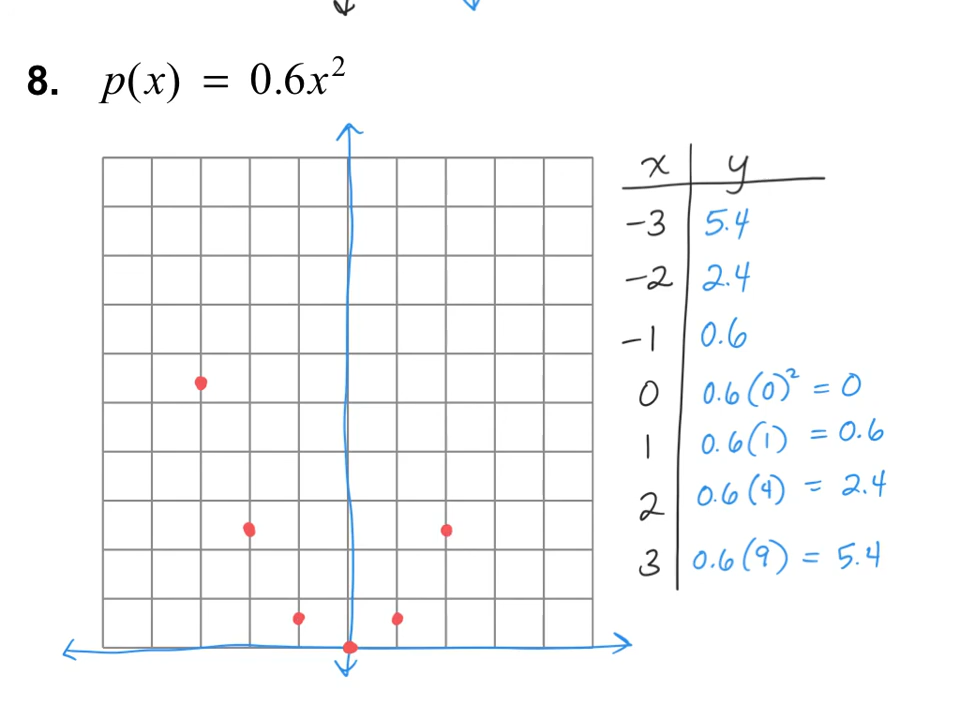 8. p(x) = 0.6x²
x y
-3 5.4
-2 2.4
-1 0.6
0 0.6(0)² = 0
1 0.6(1) = 0.6
2 0.6(4) = 2.4
3 0.6(9) = 5.4